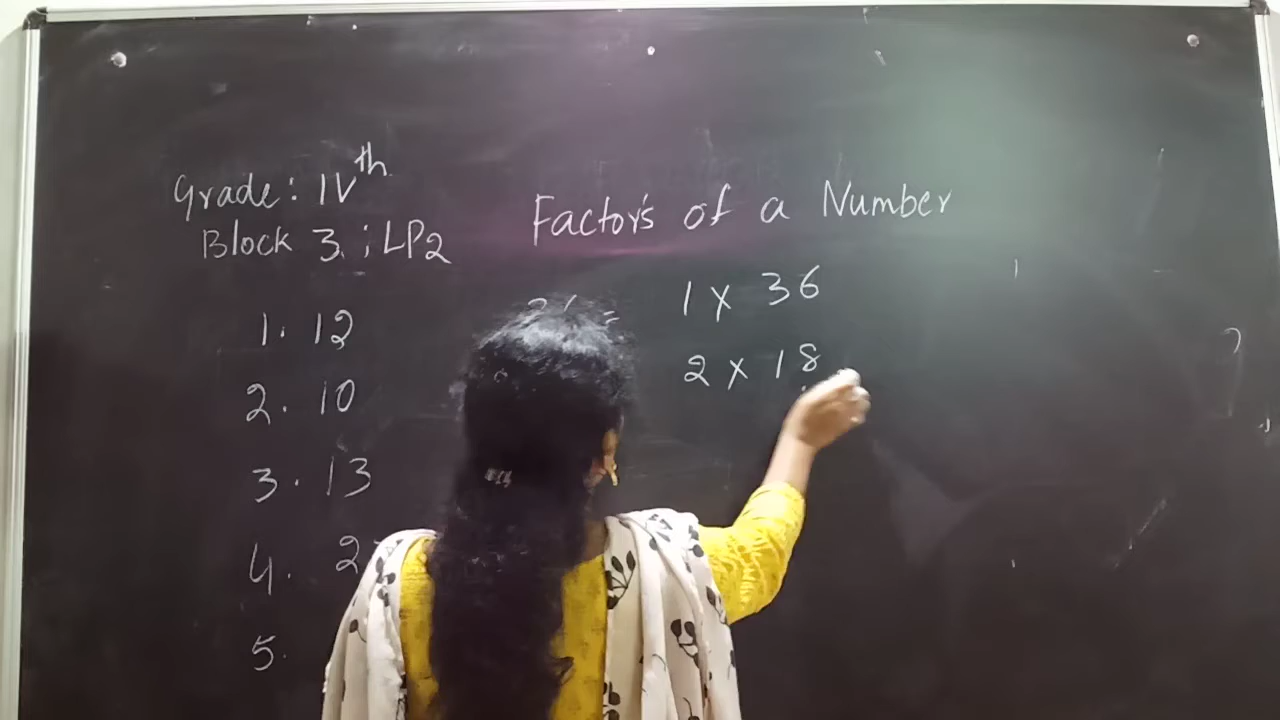 Grade: IVth
Block 3 ; LP2
Factor's of a Number
1. 12
2. 10
3. 13
4. 2
5.
= 1 x 36
2 x 18